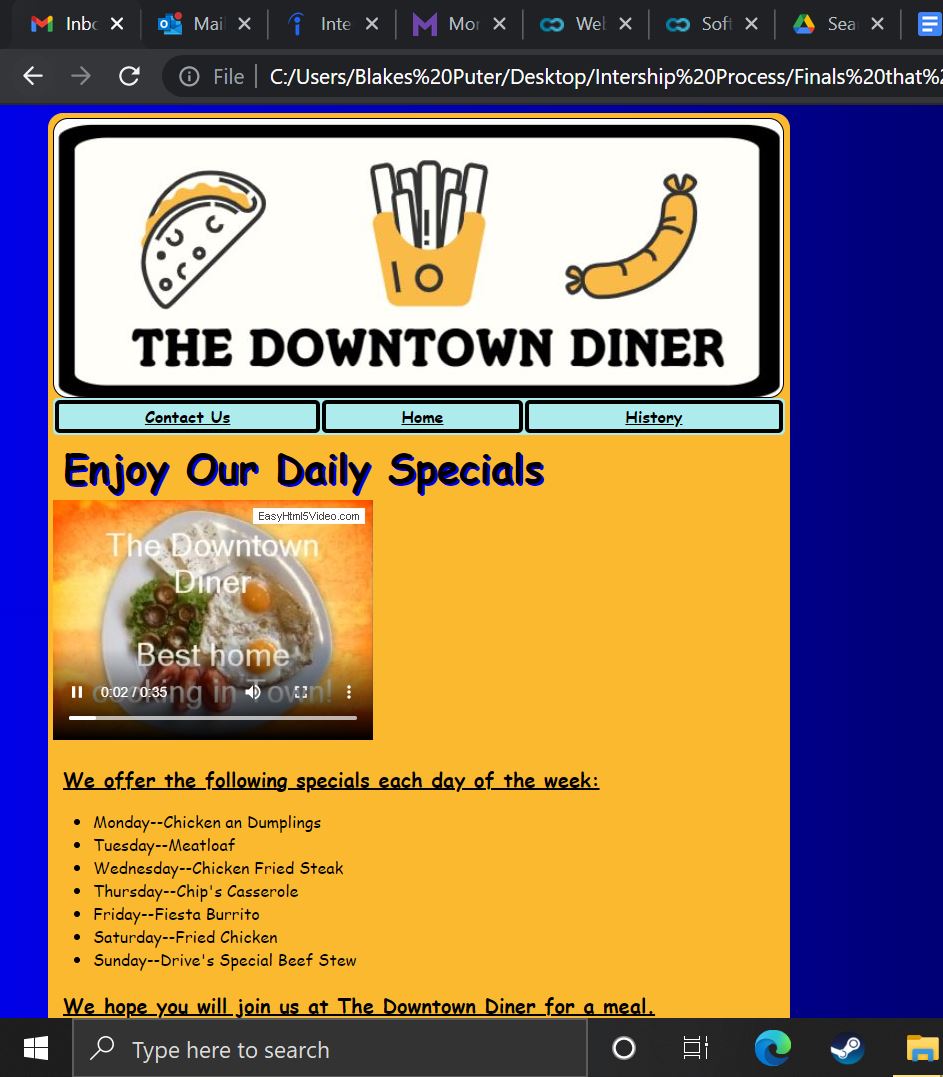 Inbo
Mail
Inte
Mor
Web
Soft
Sear
File
C:/Users/Blakes%20Puter/Desktop/Intership%20Process/Finals%20that%2
THE DOWNTOWN DINER
Contact Us Home History
Enjoy Our Daily Specials
EasyHtml5Video.com
The Downtown
Diner
Best home
cooking in Town!
0:02 / 0:35
We offer the following specials each day of the week:
Monday--Chicken an Dumplings
Tuesday--Meatloaf
Wednesday--Chicken Fried Steak
Thursday--Chip's Casserole
Friday--Fiesta Burrito
Saturday--Fried Chicken
Sunday--Drive's Special Beef Stew
We hope you will join us at The Downtown Diner for a meal.
Type here to search